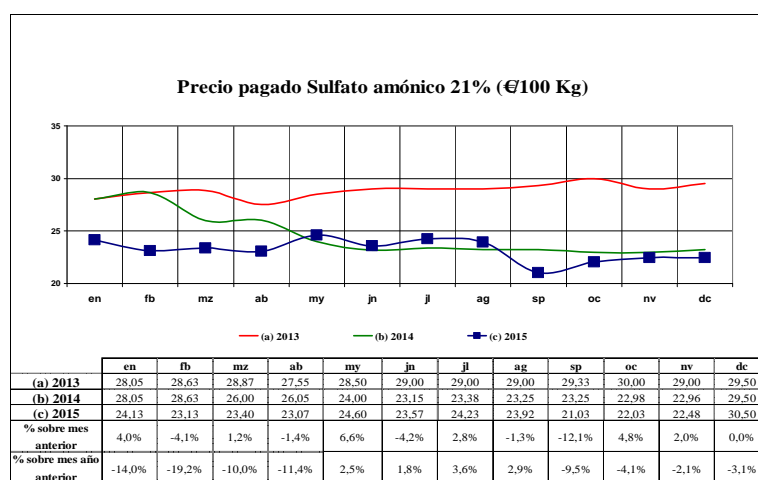 Precio pagado Sulfato amónico 21% (€/100 Kg)
35
30
25
20
en fb mz ab my jn jl ag sp oc nv dc
(a) 2013 (b) 2014 (c) 2015
en fb mz ab my jn jl ag sp oc nv dc
(a) 2013 28,05 28,63 28,87 27,55 28,50 29,00 29,00 29,00 29,33 30,00 29,00 29,50
(b) 2014 28,05 28,63 26,00 26,05 24,00 23,15 23,38 23,25 23,25 22,98 22,96 29,50
(c) 2015 24,13 23,13 23,40 23,07 24,60 23,57 24,23 23,92 21,03 22,03 22,48 30,50
% sobre mes
anterior 4,0% -4,1% 1,2% -1,4% 6,6% -4,2% 2,8% -1,3% -12,1% 4,8% 2,0% 0,0%
% sobre mes año
anterior -14,0% -19,2% -10,0% -11,4% 2,5% 1,8% 3,6% 2,9% -9,5% -4,1% -2,1% -3,1%